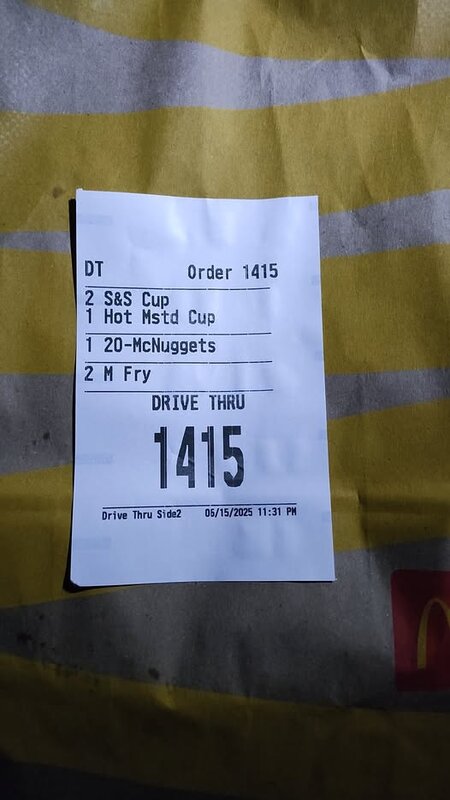 DT Order 1415
2 S&S Cup
1 Hot Mstd Cup
1 20-McNuggets
2 M Fry
DRIVE THRU
1415
Drive Thru Side2 06/15/2025 11:31 PM